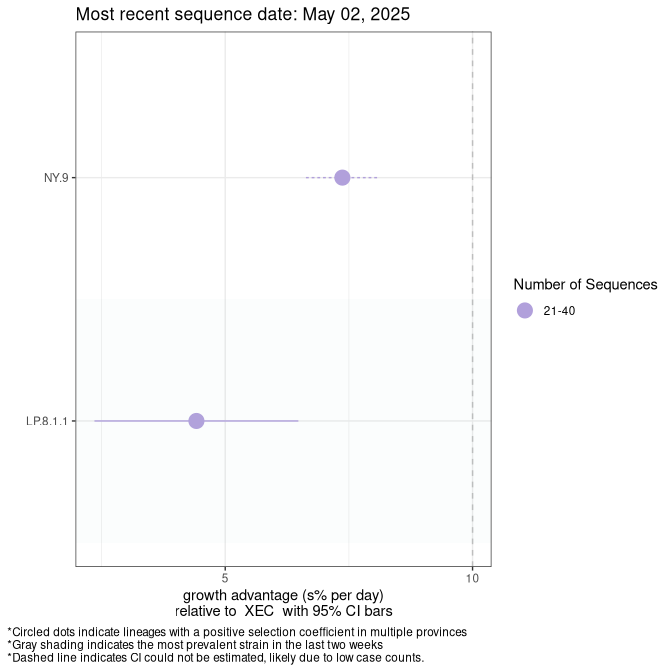 Most recent sequence date: May 02, 2025
NY.9
LP.8.1.1
5
10
growth advantage (s% per day)
relative to XEC with 95% CI bars
Number of Sequences
21-40
*Circled dots indicate lineages with a positive selection coefficient in multiple provinces
*Gray shading indicates the most prevalent strain in the last two weeks
*Dashed line indicates CI could not be estimated, likely due to low case counts.